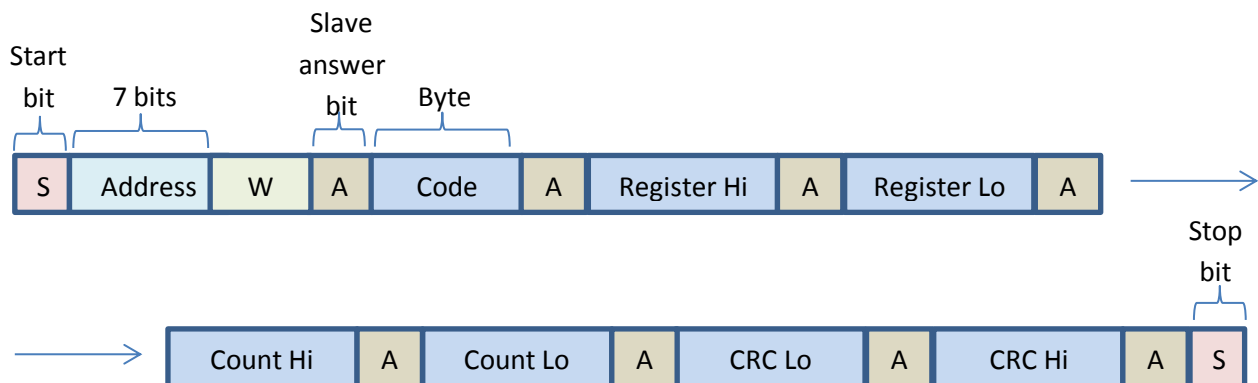 Start bit
7 bits
Slave answer bit
Byte
S Address W A Code A Register Hi A Register Lo A
Stop bit
Count Hi A Count Lo A CRC Lo A CRC Hi A S